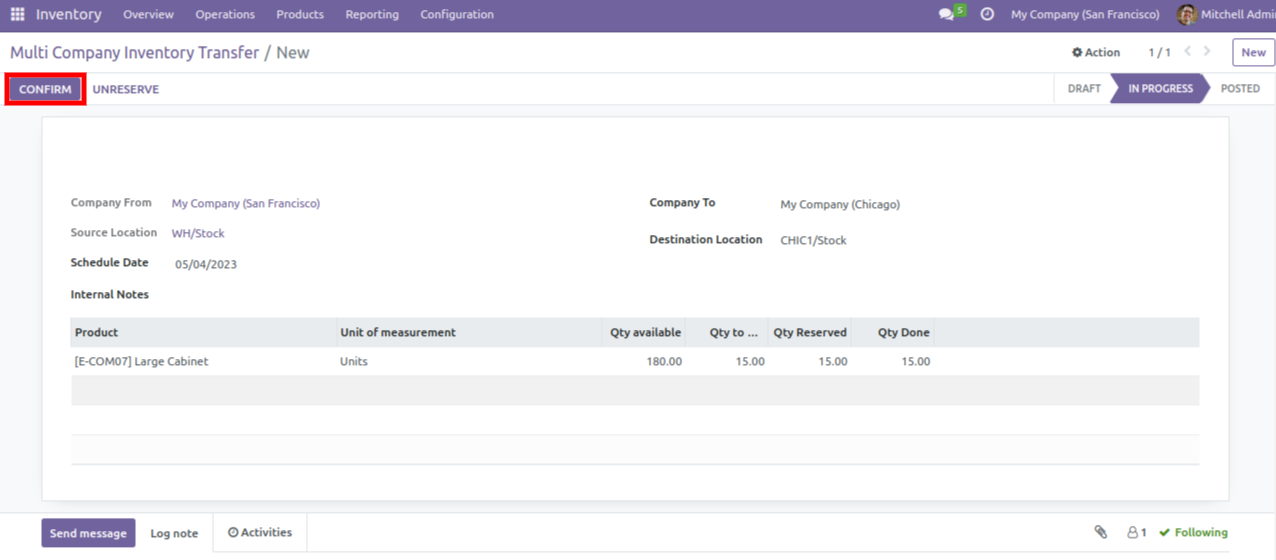 Inventory Overview Operations Products Reporting Configuration 5 My Company (San Francisco) Mitchell Admi
Multi Company Inventory Transfer / New Action 1 / 1 New
CONFIRM UNRESERVE DRAFT IN PROGRESS POSTED
Company From My Company (San Francisco) Company To My Company (Chicago)
Source Location WH/Stock Destination Location CHIC1/Stock
Schedule Date 05/04/2023
Internal Notes
Product Unit of measurement Qty available Qty to ... Qty Reserved Qty Done
[E-COM07] Large Cabinet Units 180.00 15.00 15.00 15.00
Send message Log note Activities 1 Following